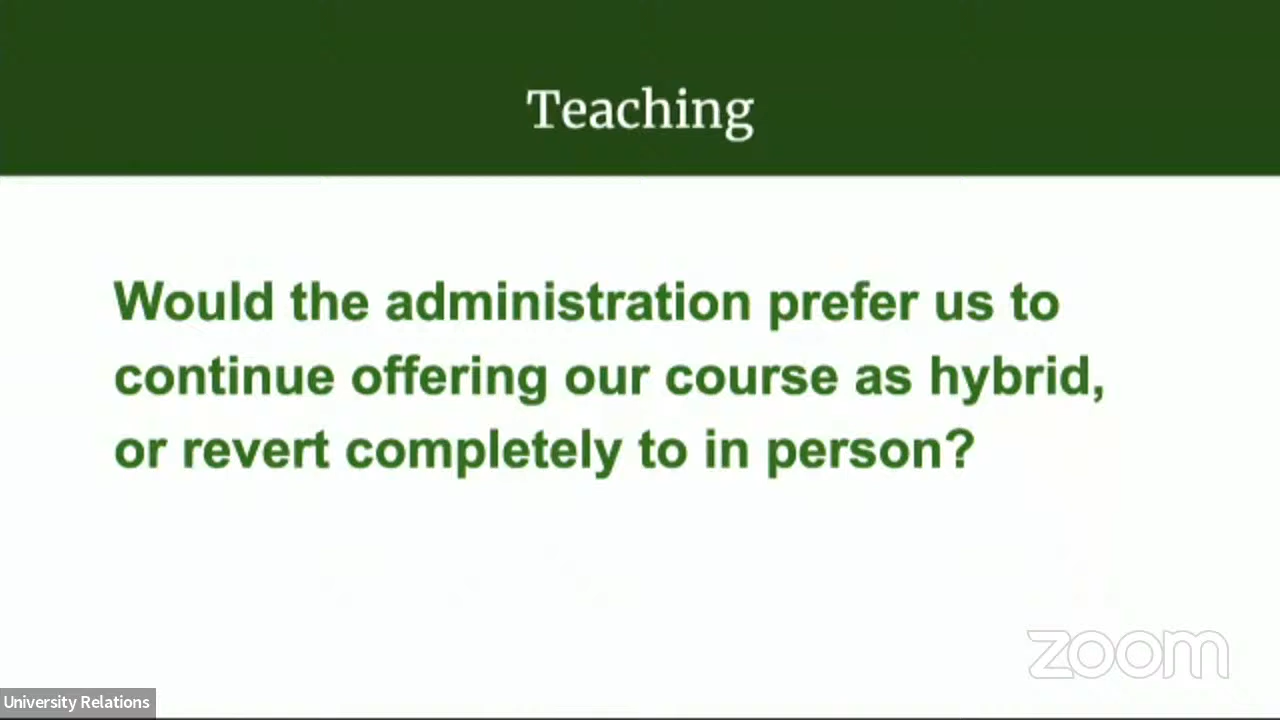 Teaching
Would the administration prefer us to
continue offering our course as hybrid,
or revert completely to in person?
zoom
University Relations